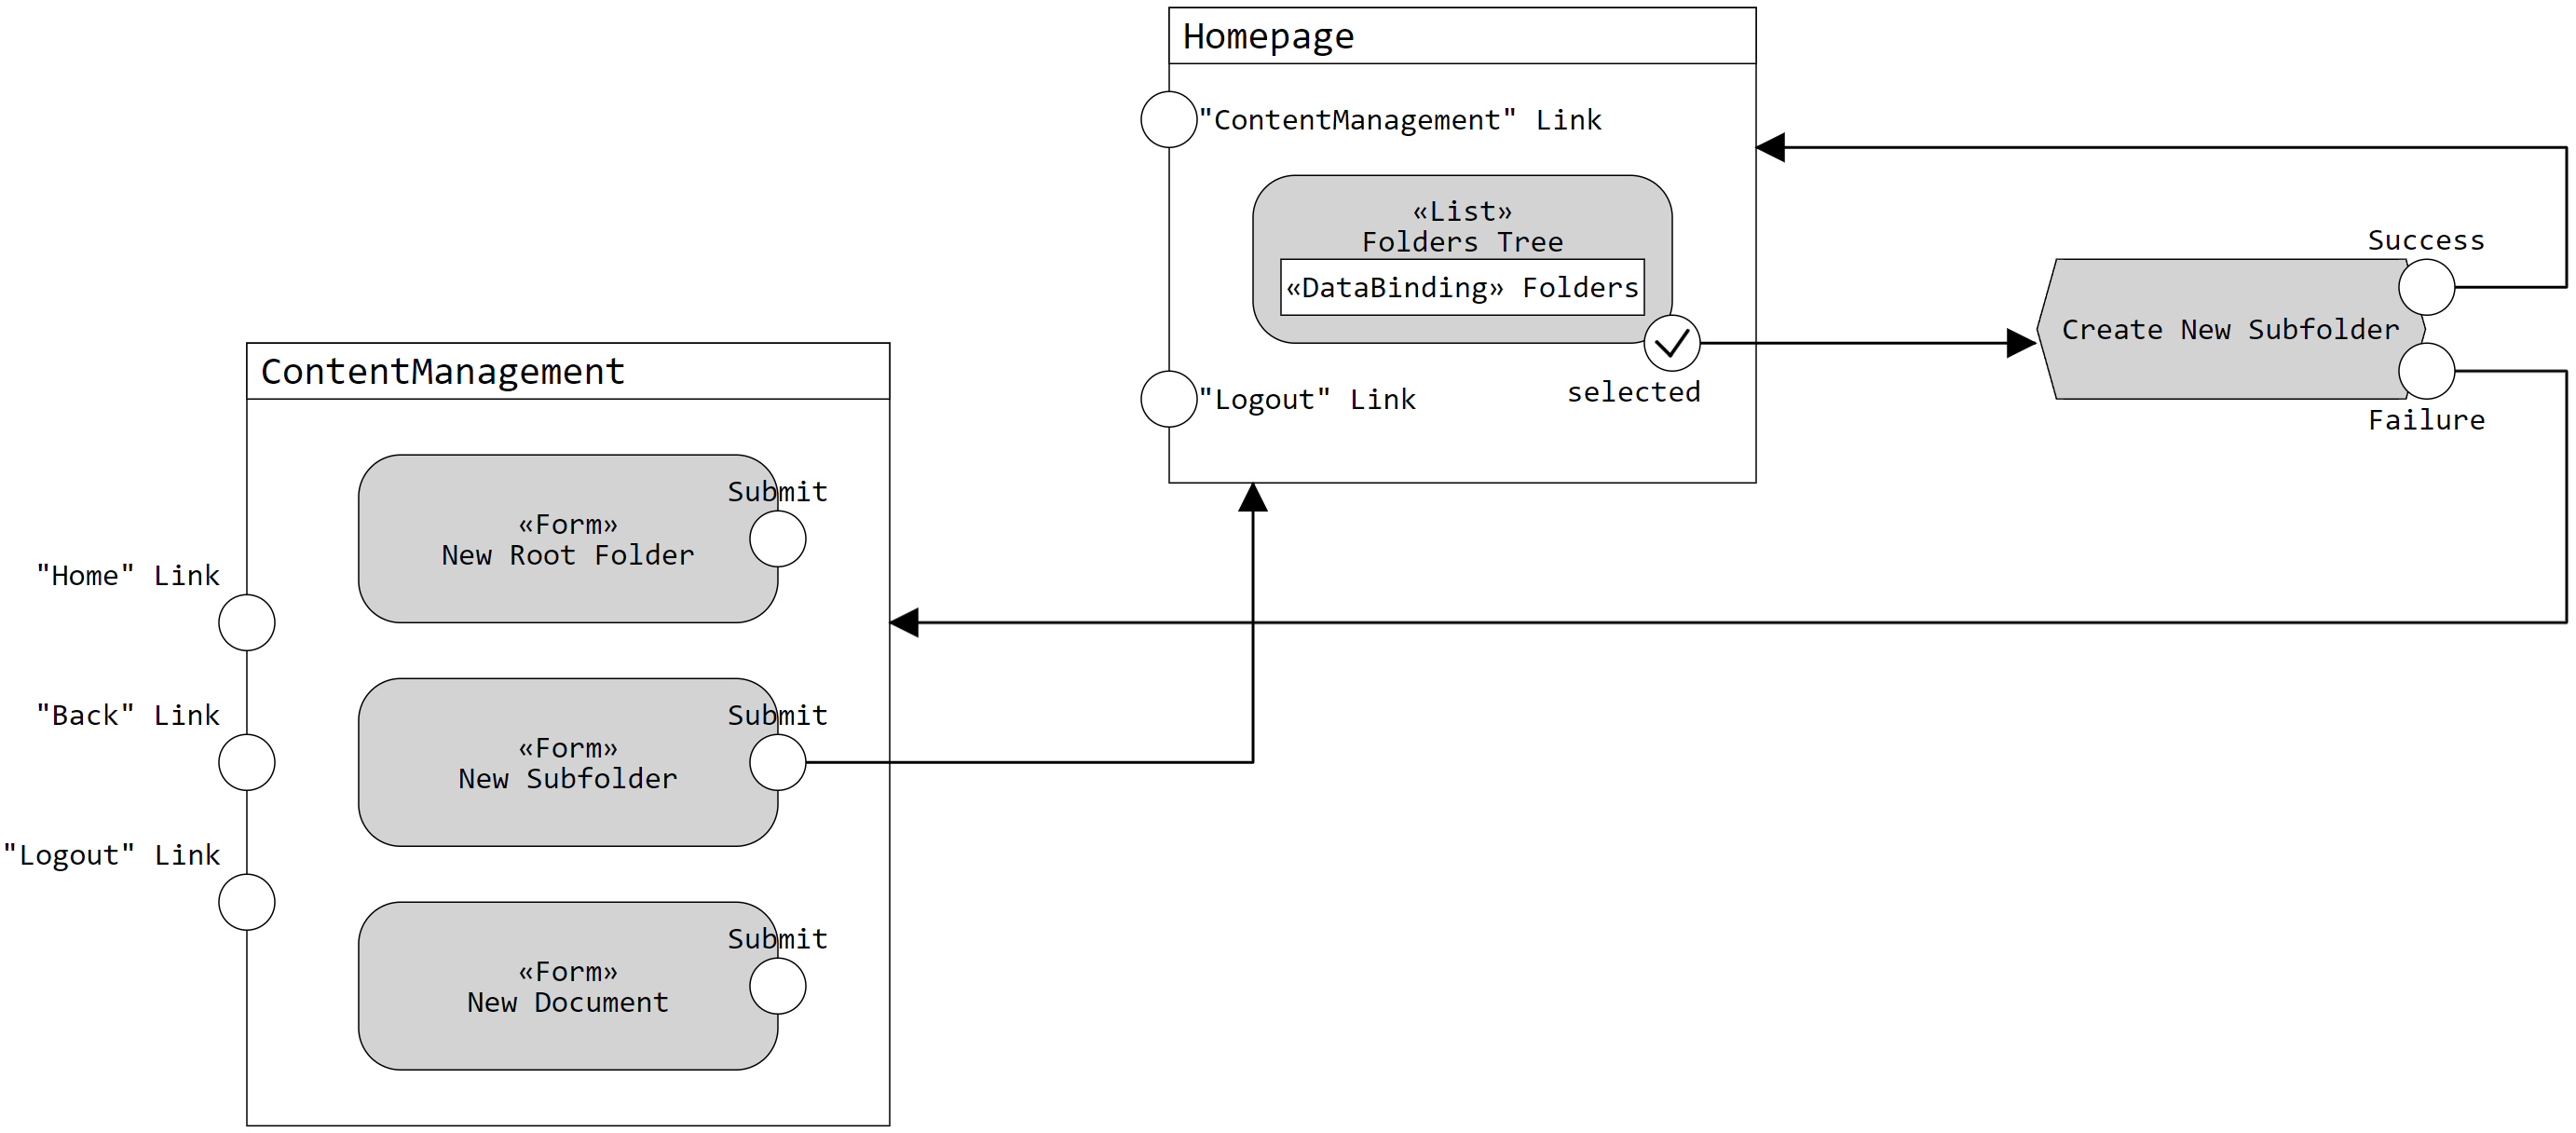 Homepage
"ContentManagement" Link
«List»
Folders Tree
«DataBinding» Folders
selected
"Logout" Link
Success
Create New Subfolder
Failure
ContentManagement
Submit
«Form»
New Root Folder
"Home" Link
Submit
"Back" Link
«Form»
New Subfolder
"Logout" Link
Submit
«Form»
New Document